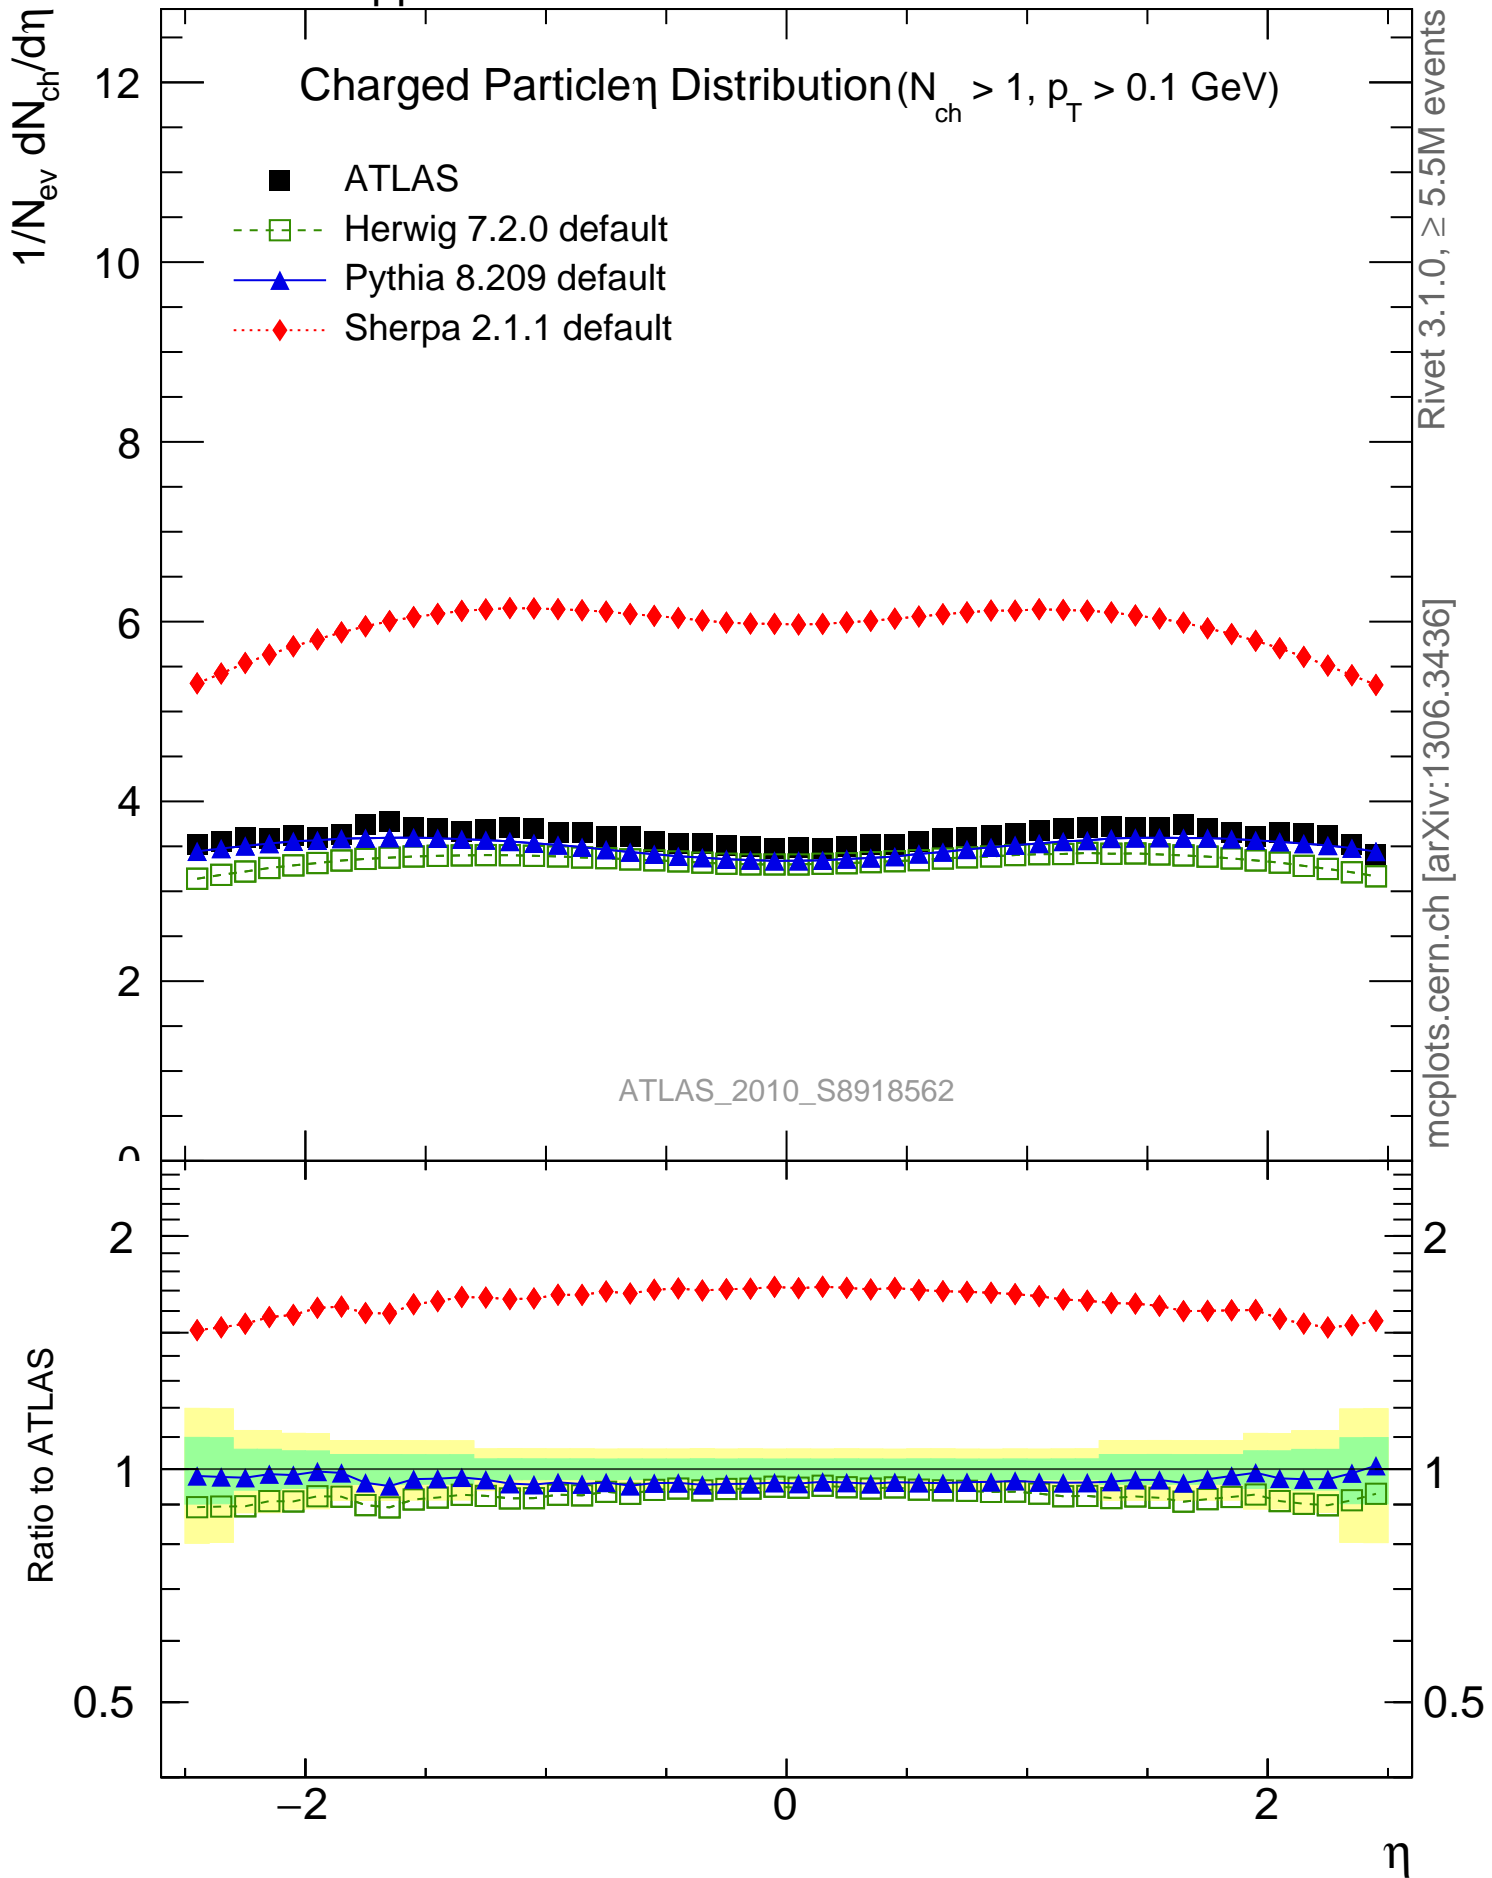 pp
1/N_ev dN_ch/dη
Charged Particleη Distribution(N_ch > 1, p_T > 0.1 GeV)
ATLAS
Herwig 7.2.0 default
Pythia 8.209 default
Sherpa 2.1.1 default
12
10
8
6
4
2
0
ATLAS_2010_S8918562
Rivet 3.1.0, ≥ 5.5M events
mcplots.cern.ch [arXiv:1306.3436]
Ratio to ATLAS
2
1
0.5
2
1
0.5
−2
0
2
η